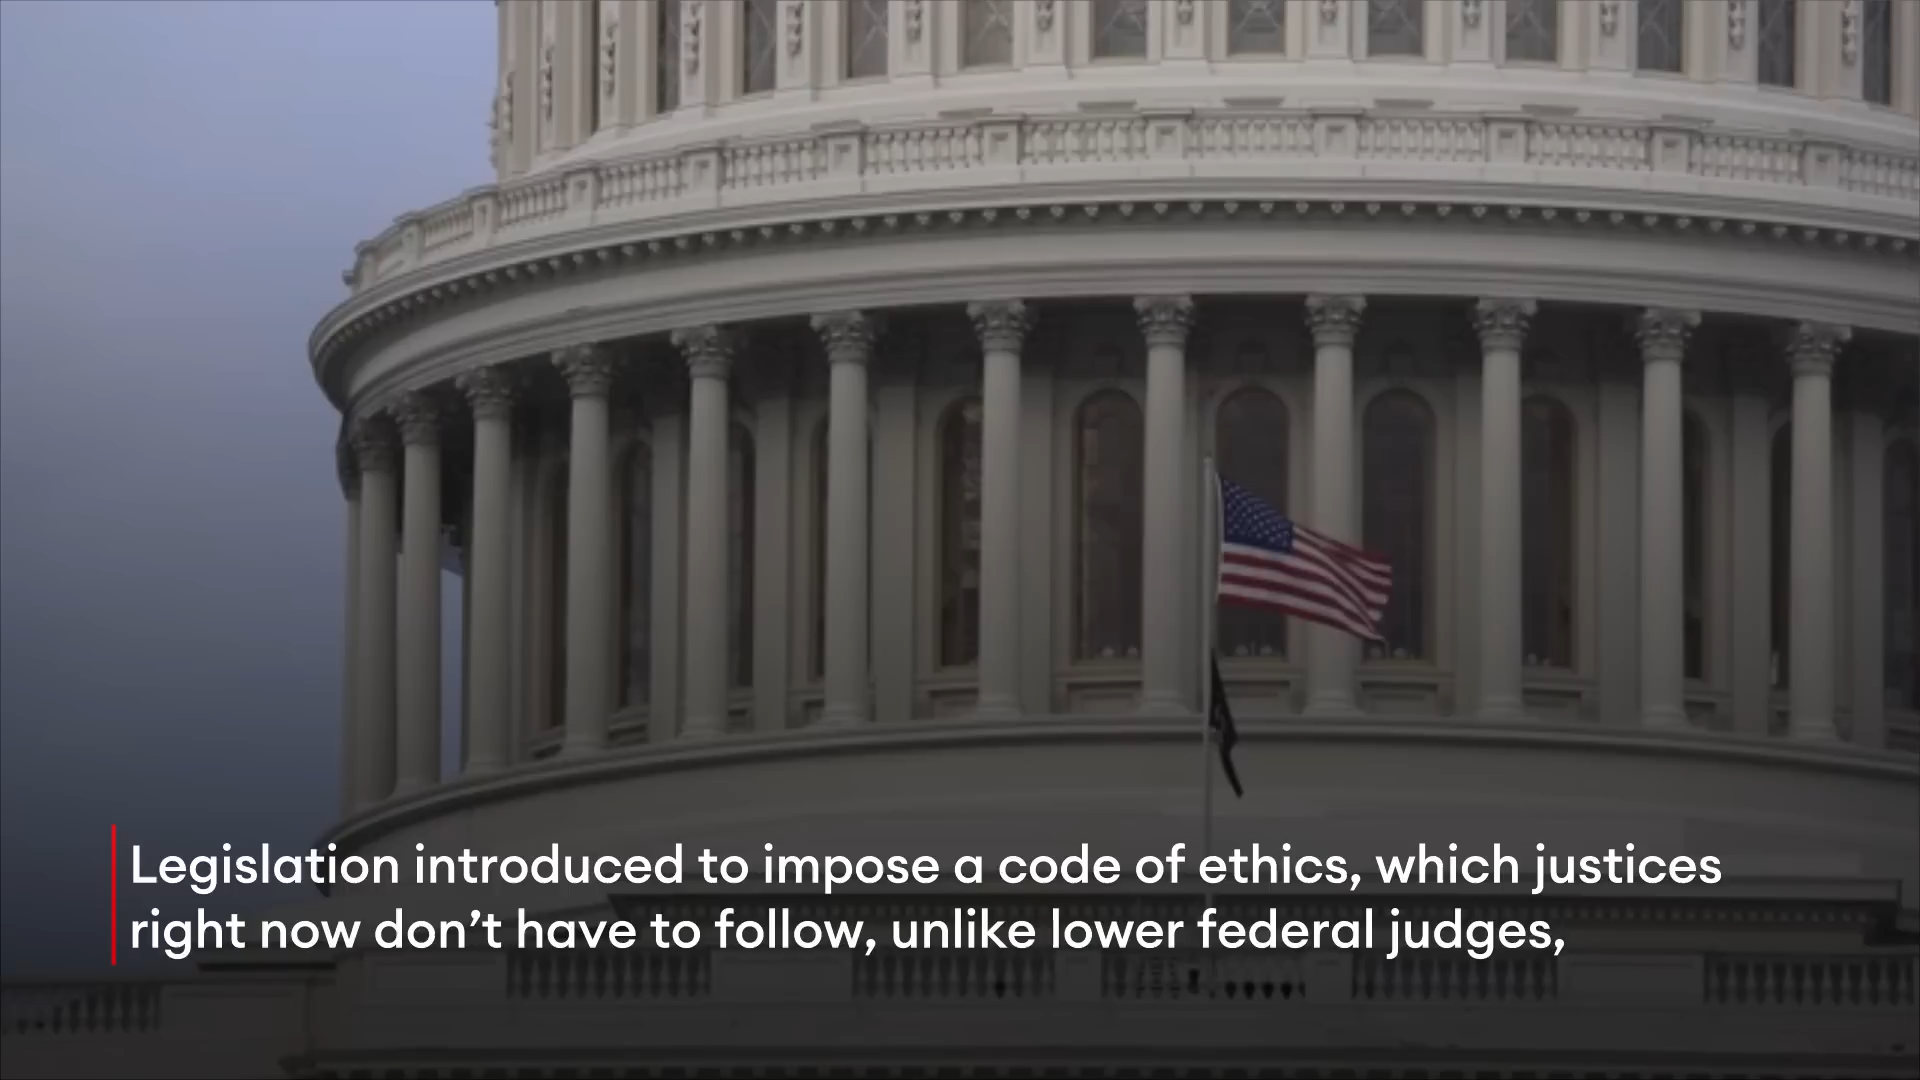 Legislation introduced to impose a code of ethics, which justices
right now don’t have to follow, unlike lower federal judges,